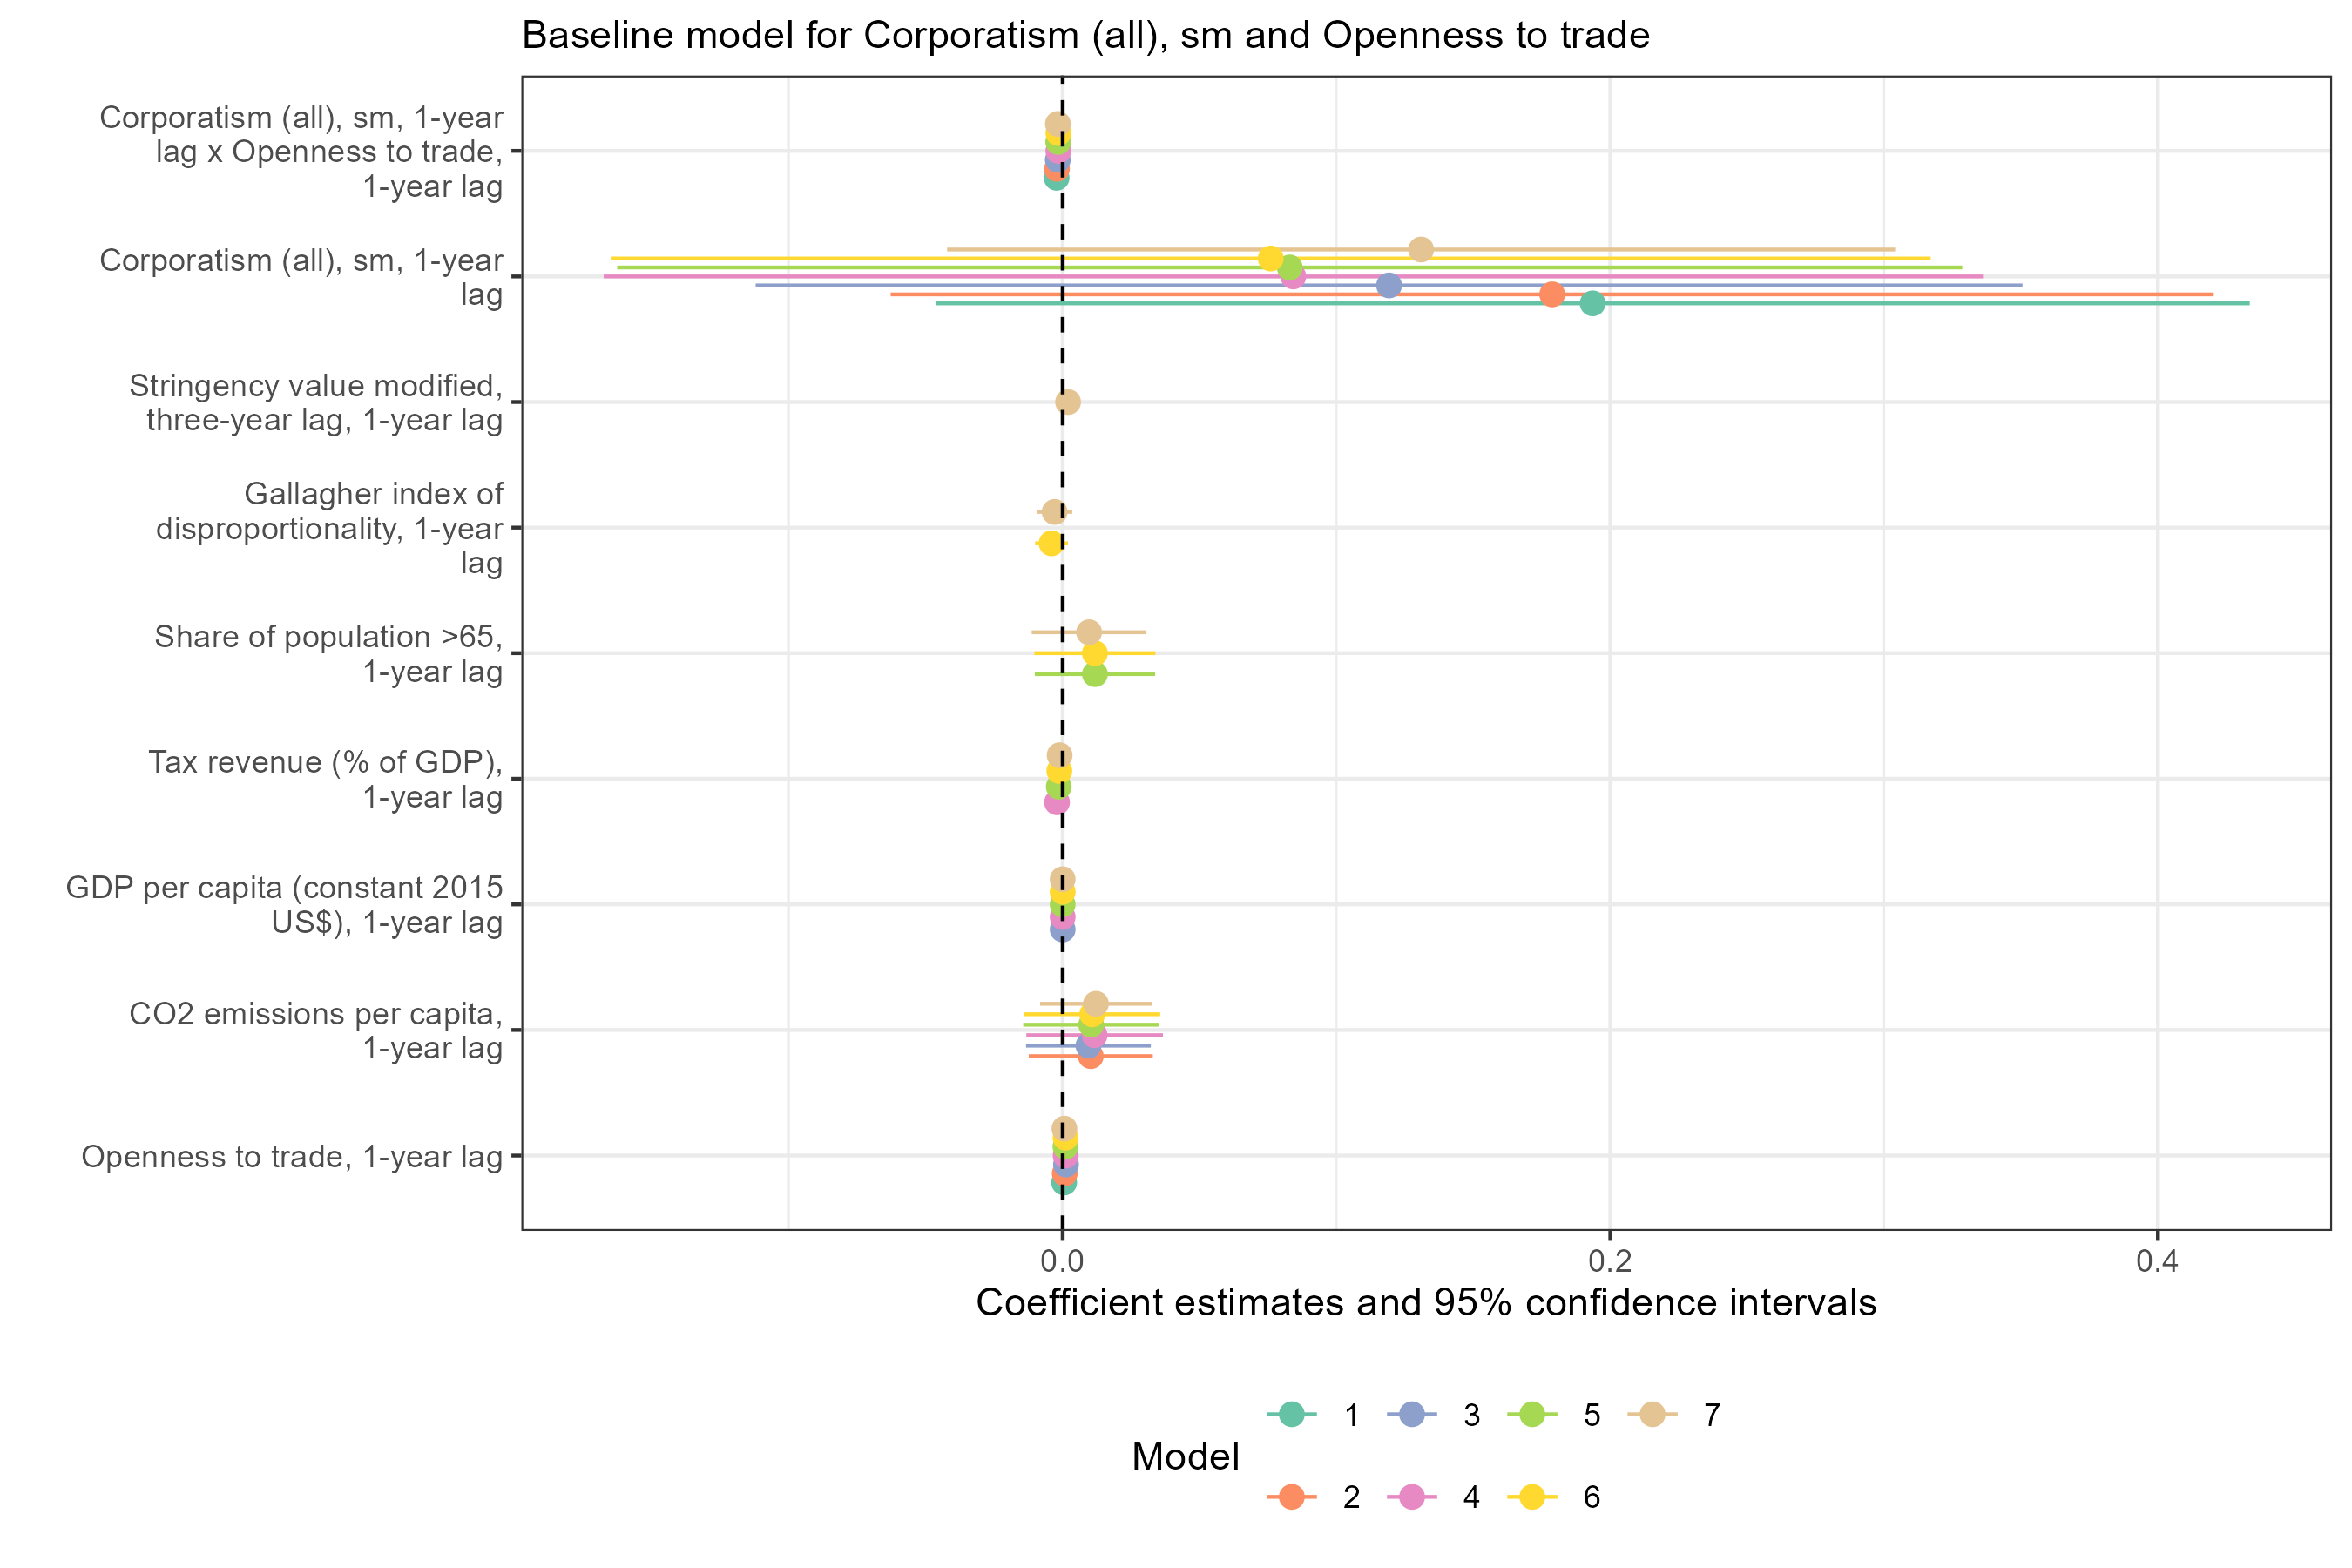 Baseline model for Corporatism (all), sm and Openness to trade
Corporatism (all), sm, 1-year
lag x Openness to trade,
1-year lag
Corporatism (all), sm, 1-year
lag
Stringency value modified,
three-year lag, 1-year lag
Gallagher index of
disproportionality, 1-year
lag
Share of population >65,
1-year lag
Tax revenue (% of GDP),
1-year lag
GDP per capita (constant 2015
US$), 1-year lag
CO2 emissions per capita,
1-year lag
Openness to trade, 1-year lag
0.0 0.2 0.4
Coefficient estimates and 95% confidence intervals
Model
1 3 5 7
2 4 6